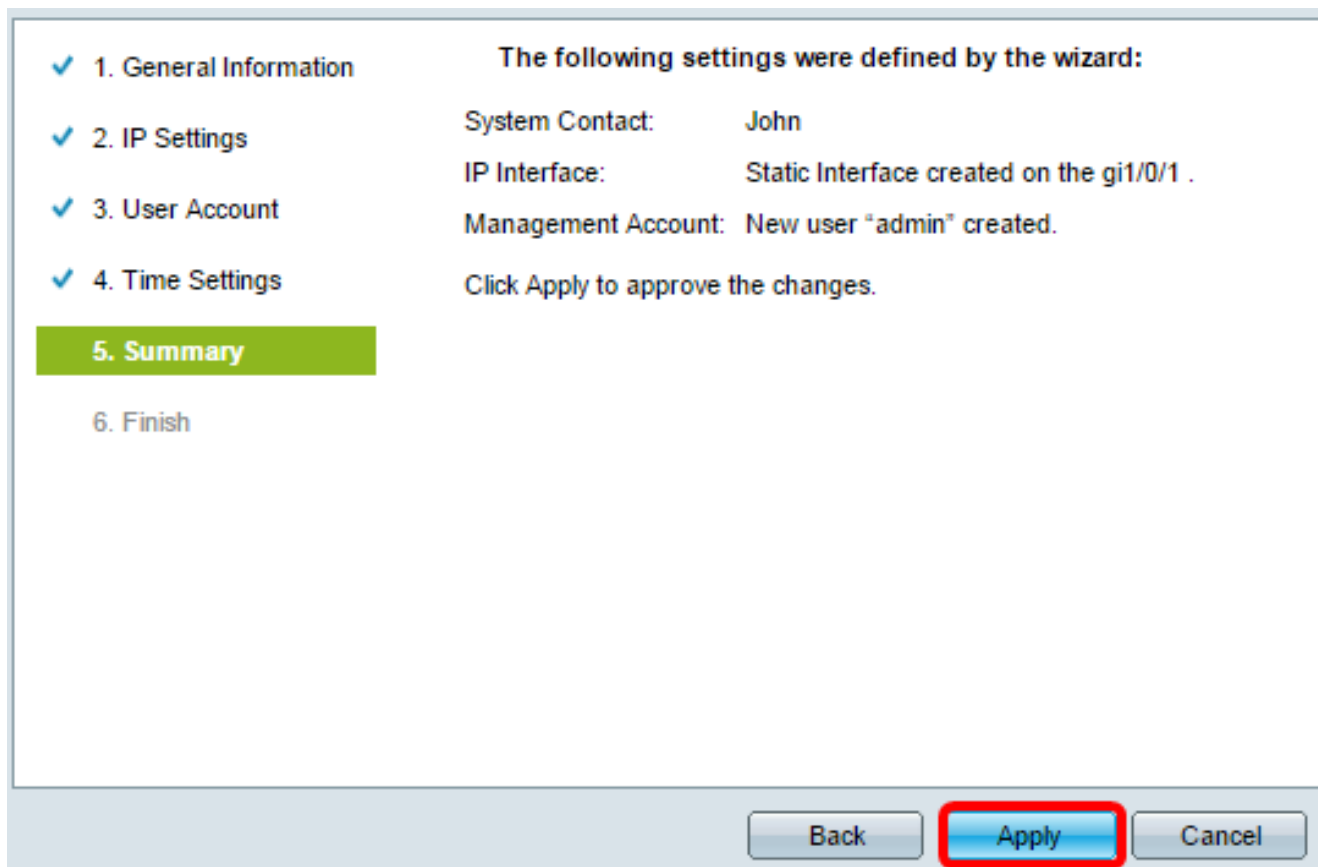 1. General Information
2. IP Settings
3. User Account
4. Time Settings
5. Summary
6. Finish
The following settings were defined by the wizard:
System Contact: John
IP Interface: Static Interface created on the gi1/0/1 .
Management Account: New user “admin” created.
Click Apply to approve the changes.
Back Apply Cancel